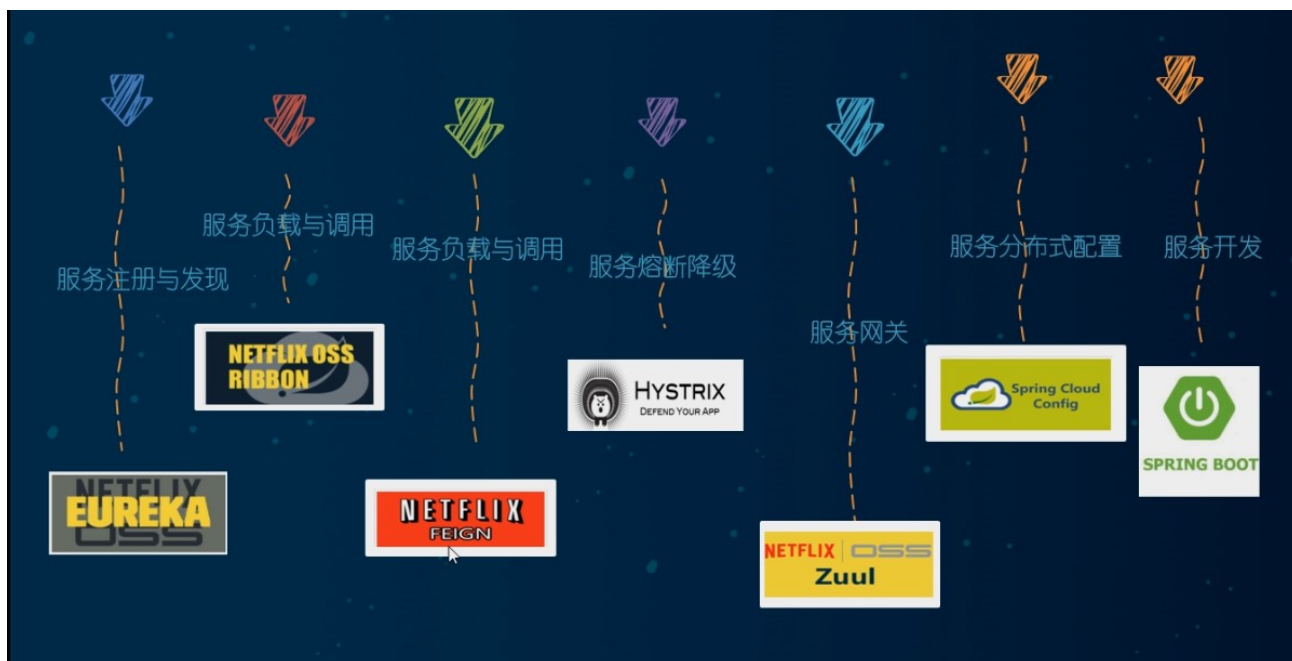 服务注册与发现
NETFLIX
EUREKA
OSS
服务负载与调用
NETFLIX OSS
RIBBON
服务负载与调用
NETFLIX
FEIGN
服务熔断降级
HYSTRIX
DEFEND YOUR APP
服务网关
NETFLIX OSS
Zuul
服务分布式配置
Spring Cloud
Config
服务开发
SPRING BOOT